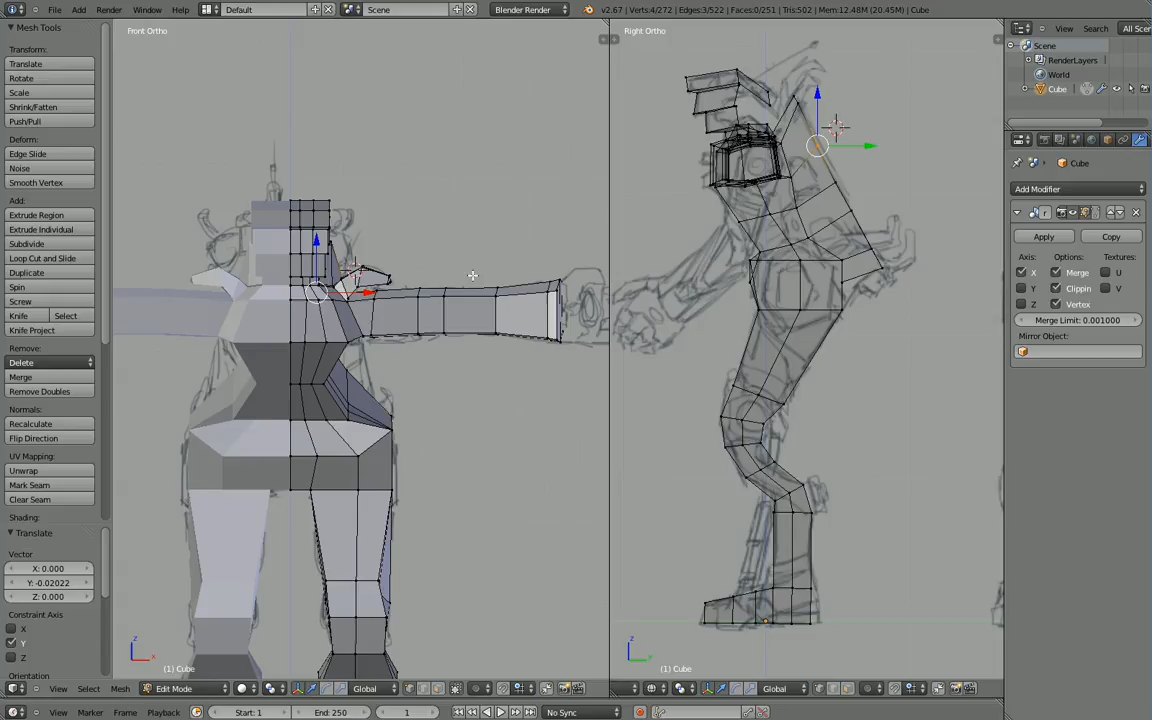 File Add Render Window Help Default Scene Blender Render v2.67 | Verts:4/272 | Edges:3/522 | Faces:0/251 | Tris:502 | Mem:12.48M (20.45M) | Cube
Mesh Tools
Transform:
Translate
Rotate
Scale
Shrink/Fatten
Push/Pull
Deform:
Edge Slide
Noise
Smooth Vertex
Add:
Extrude Region
Extrude Individual
Subdivide
Loop Cut and Slide
Duplicate
Spin
Screw
Knife Select
Knife Project
Remove:
Delete
Merge
Remove Doubles
Normals:
Recalculate
Flip Direction
UV Mapping:
Unwrap
Mark Seam
Clear Seam
Shading:
Translate
Vector
X: 0.000
Y: -0.02022
Z: 0.000
Constraint Axis
X
Y
Z
Orientation
Front Ortho
z
x
(1) Cube
Right Ortho
z
y
(1) Cube
View Select Mesh Edit Mode Global
Global
View Marker Frame Playback Start: 1 End: 250 1 No Sync
View Search All Scen
Scene
RenderLayers
World
Cube
Cube
Add Modifier
Apply Copy
Axis: Options: Textures:
X Merge U
Y Clippin V
Z Vertex
Merge Limit: 0.001000
Mirror Object: